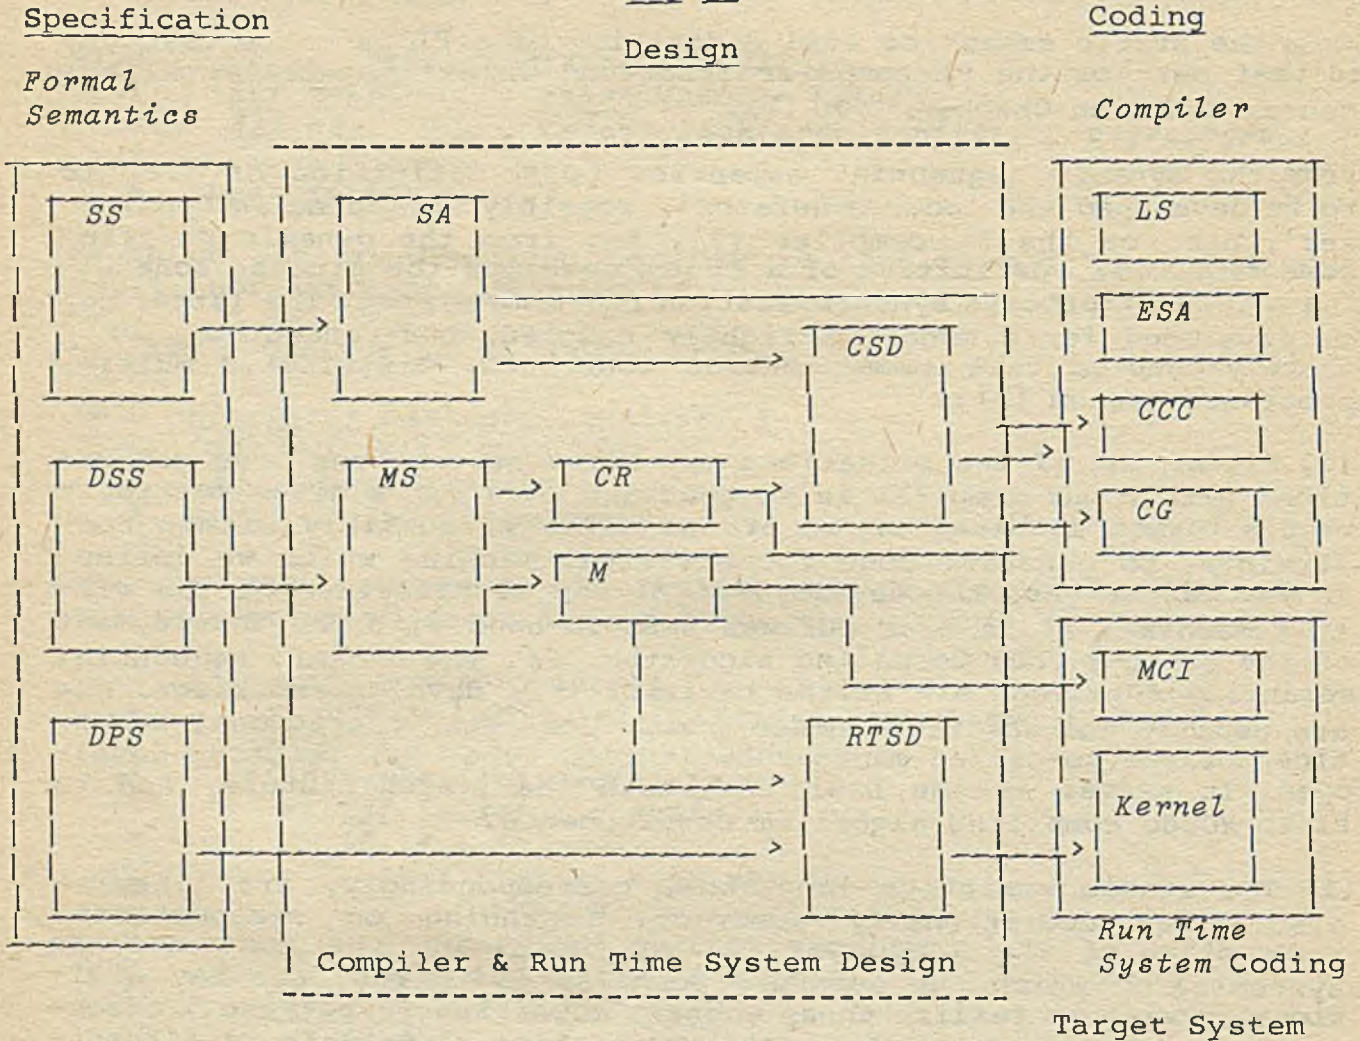 Specification
Design
Coding
Formal
Semantics
Compiler
SS
SA
LS
ESA
CSD
CCC
DSS
MS
CR
CG
M
MCI
DPS
RTSD
Kernel
Compiler & Run Time System Design
Run Time
System Coding
Target System